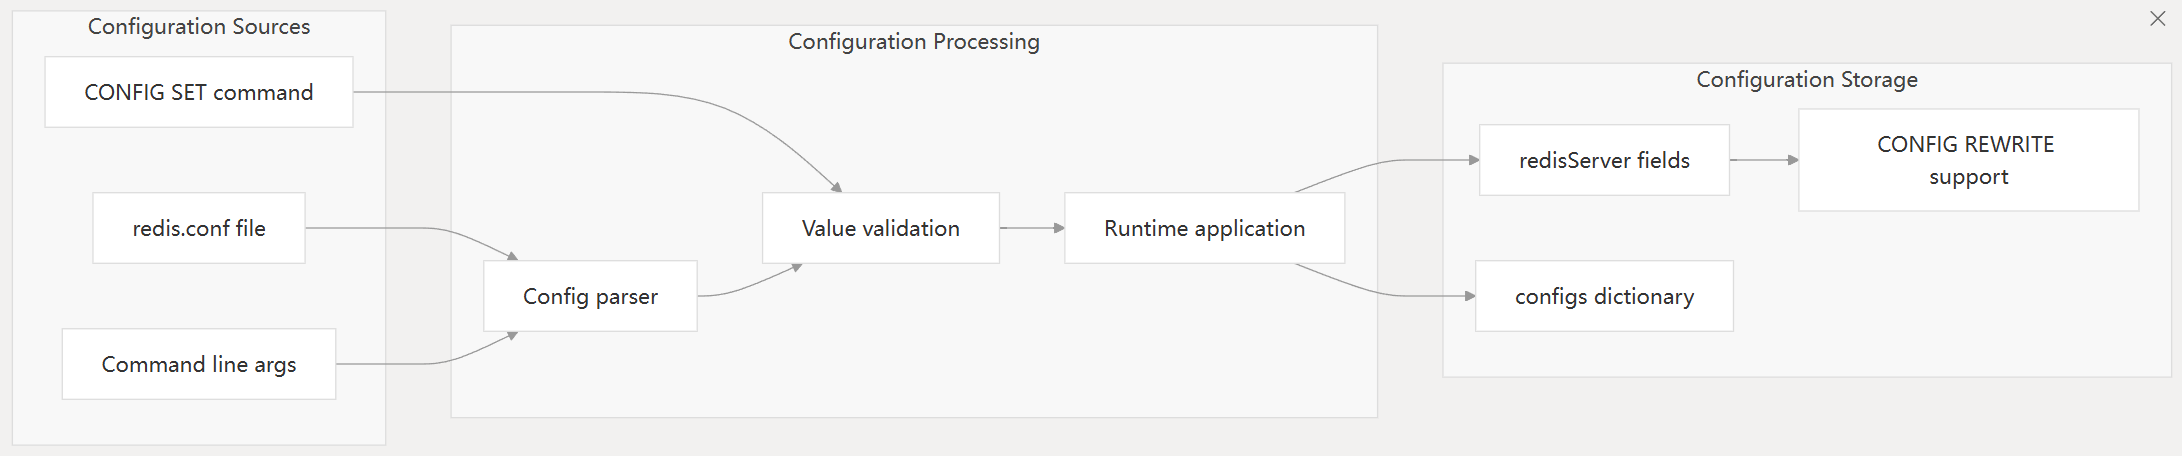 Configuration Sources
CONFIG SET command
redis.conf file
Command line args
Configuration Processing
Value validation
Runtime application
Config parser
Configuration Storage
redisServer fields
CONFIG REWRITE
support
configs dictionary